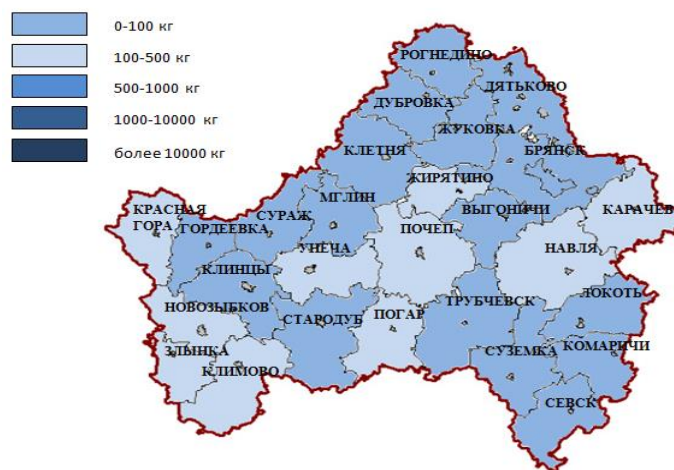 0-100 кг
100-500 кг
500-1000 кг
1000-10000 кг
более 10000 кг
РОГНЕДИНО
ДЯТЬКОВО
ДУБРОВКА
ЖУКОВКА
КЛЕТНЯ
БРЯНСК
ЖИРЯТИНО
МГЛИН
КРАСНАЯ
ГОРА
СУРАЖ
ВЫГОНИЧИ
КАРАЧЕВ
ГОРДЕЕВКА
ПОЧЕП
УНЕЧА
НАВЛЯ
КЛИНЦЫ
НОВОЗЫБКОВ
ЛОКОТЬ
ТРУБЧЕВСК
СТАРОДУБ
ПОГАР
ЗЛЫНКА
СУЗЕМКА
КОМАРИЧИ
КЛИМОВО
СЕВСК